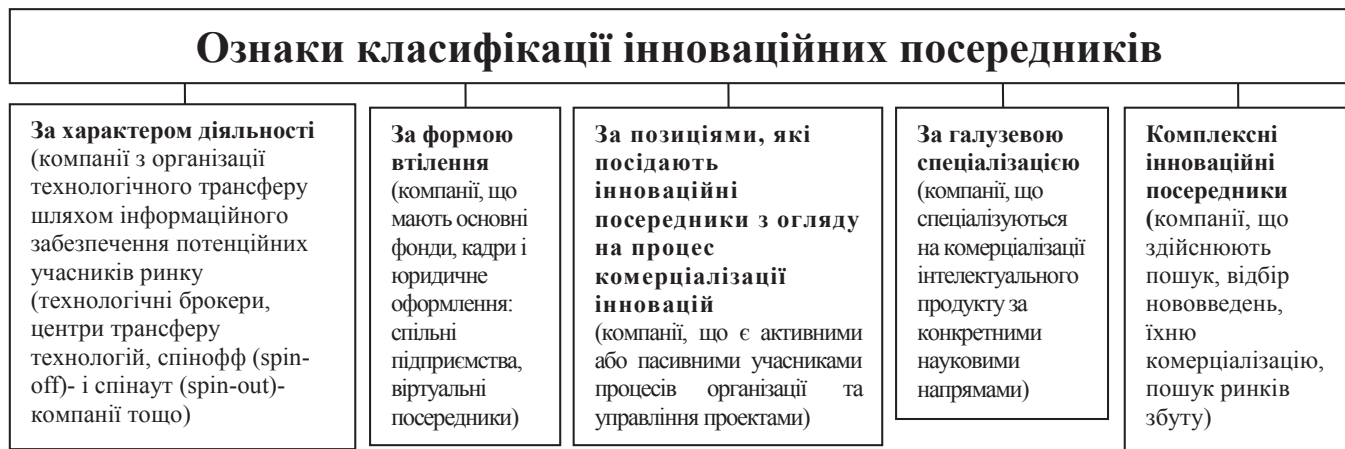 Ознаки класифікації інноваційних посередників
За характером діяльності
(компанії з організації
технологічного трансферу
шляхом інформаційного
забезпечення потенційних
учасників ринку
(технологічні брокери,
центри трансферу
технологій, спінофф (spin-
off)- і спінаут (spin-out)-
компанії тощо)
За формою
втілення
(компанії, що
мають основні
фонди, кадри і
юридичне
оформлення:
спільні
підприємства,
віртуальні
посередники)
За позиціями, які
посідають
інноваційні
посередники з огляду
на процес
комерціалізації
інновацій
(компанії, що є активними
або пасивними учасниками
процесів організації та
управління проектами)
За галузевою
спеціалізацією
(компанії, що
спеціалізуються
на комерціалізації
інтелектуального
продукту за
конкретними
науковими
напрямами)
Комплексні
інноваційні
посередники
(компанії, що
здійснюють
пошук, відбір
нововведень,
їхню
комерціалізацію,
пошук ринків
збуту)